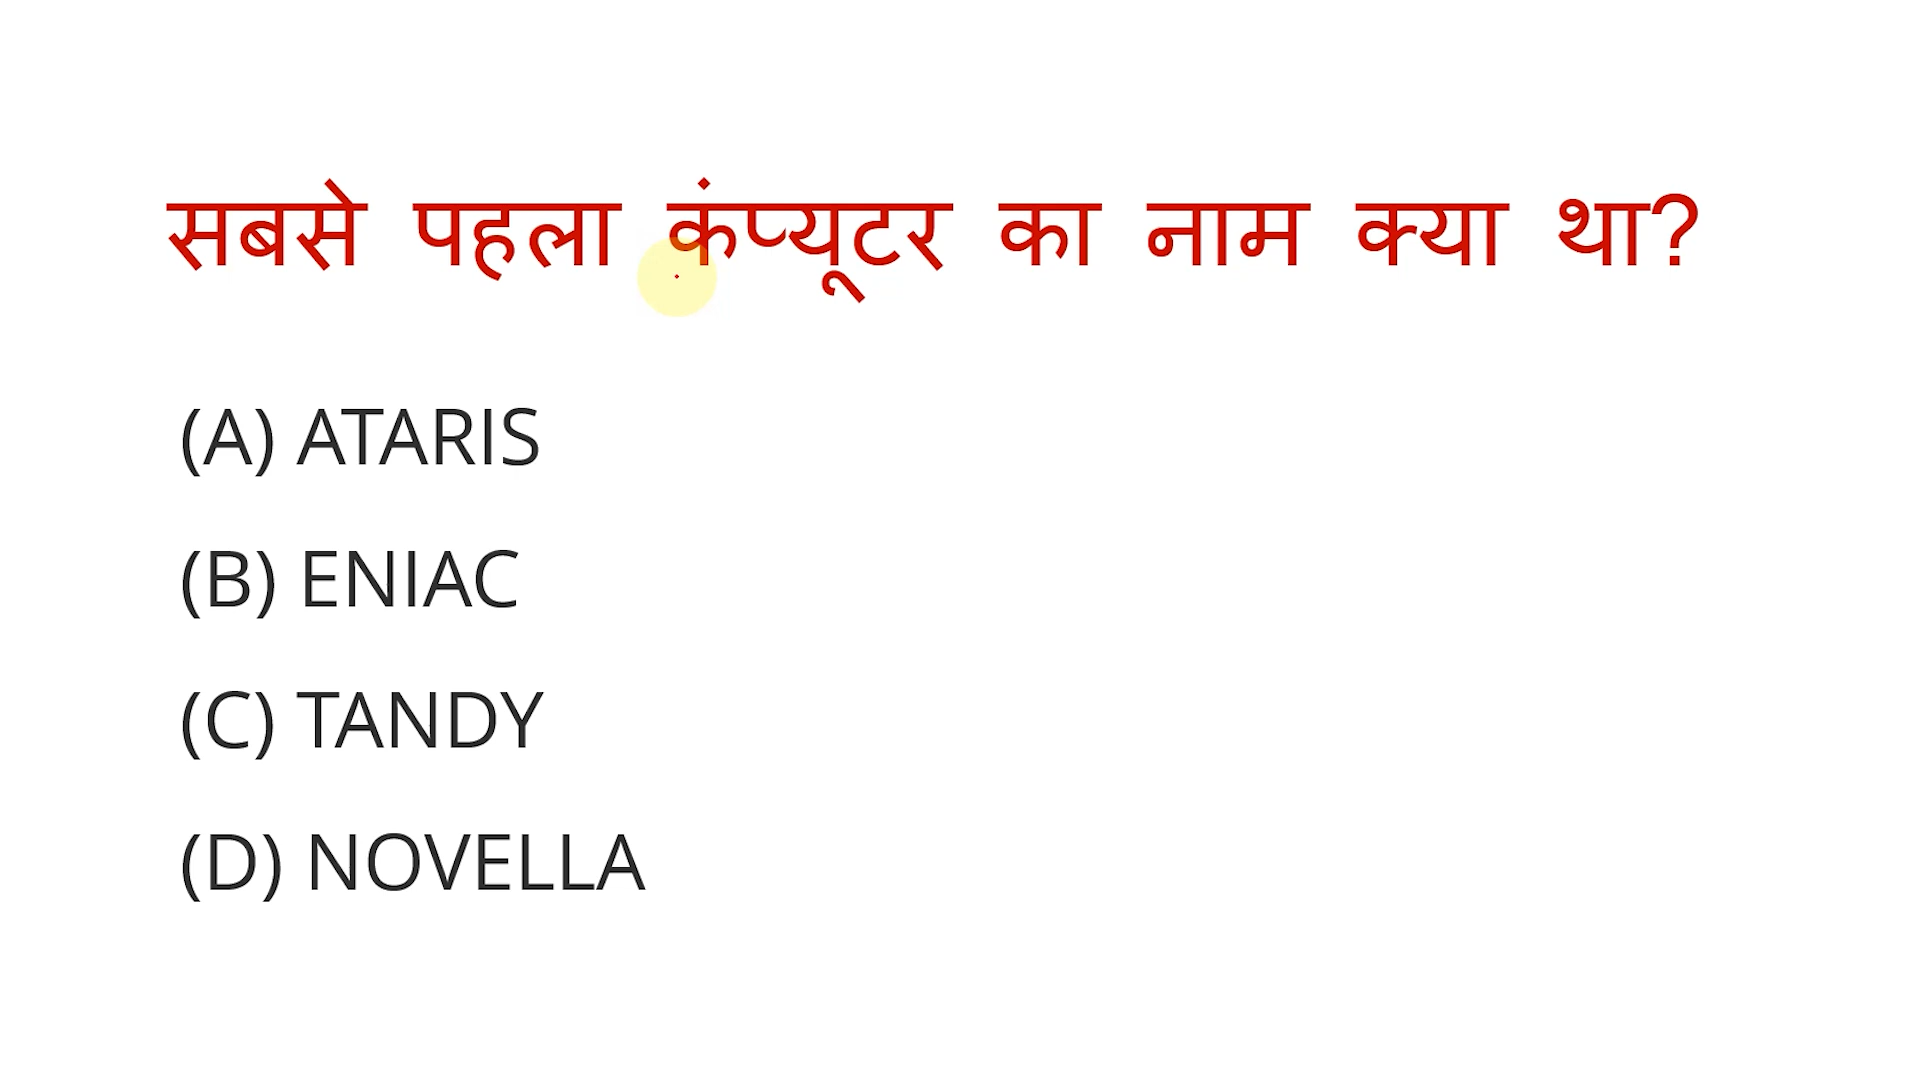 सबसे पहला कंप्यूटर का नाम क्या था?
(A) ATARIS
(B) ENIAC
(C) TANDY
(D) NOVELLA